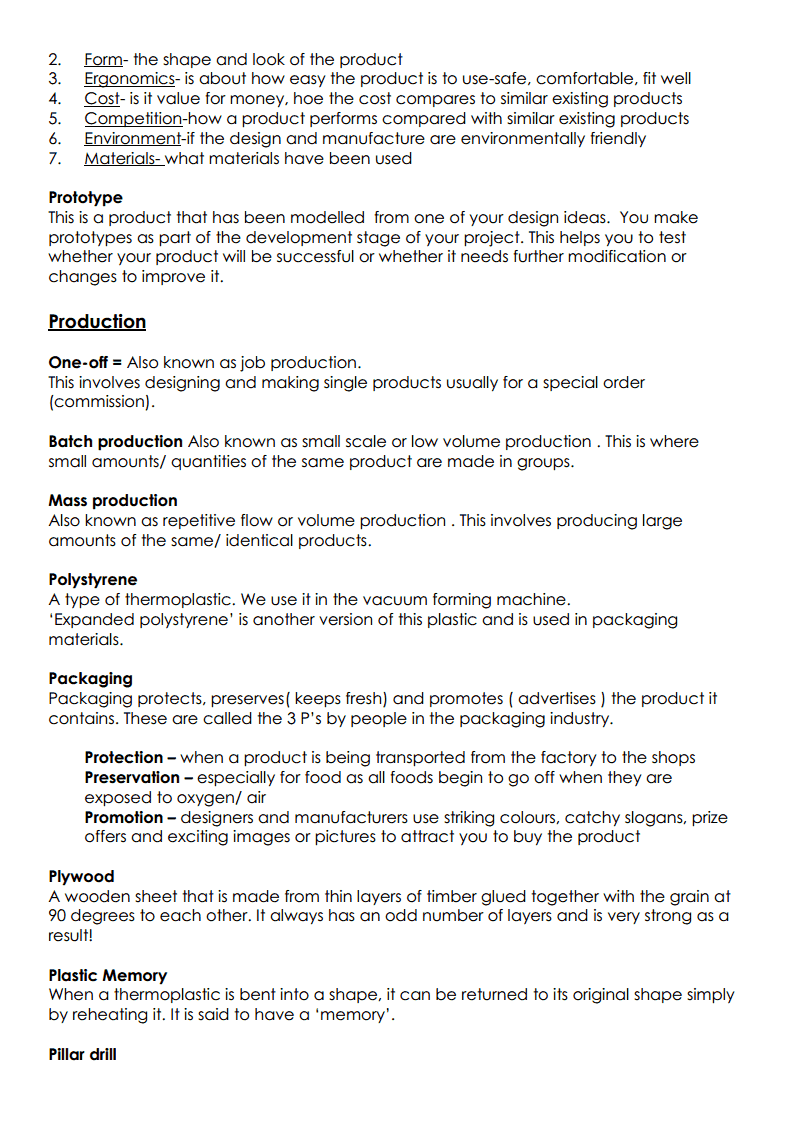 2. Form- the shape and look of the product
3. Ergonomics- is about how easy the product is to use-safe, comfortable, fit well
4. Cost- is it value for money, hoe the cost compares to similar existing products
5. Competition-how a product performs compared with similar existing products
6. Environment-if the design and manufacture are environmentally friendly
7. Materials- what materials have been used
Prototype
This is a product that has been modelled  from one of your design ideas.  You make
prototypes as part of the development stage of your project. This helps you to test
whether your product will be successful or whether it needs further modification or
changes to improve it.
Production
One-off = Also known as job production.
This involves designing and making single products usually for a special order
(commission).
Batch production Also known as small scale or low volume production . This is where
small amounts/ quantities of the same product are made in groups.
Mass production
Also known as repetitive flow or volume production . This involves producing large
amounts of the same/ identical products.
Polystyrene
A type of thermoplastic. We use it in the vacuum forming machine.
‘Expanded polystyrene’ is another version of this plastic and is used in packaging
materials.
Packaging
Packaging protects, preserves( keeps fresh) and promotes ( advertises ) the product it
contains. These are called the 3 P’s by people in the packaging industry.
Protection – when a product is being transported from the factory to the shops
Preservation – especially for food as all foods begin to go off when they are
exposed to oxygen/ air
Promotion – designers and manufacturers use striking colours, catchy slogans, prize
offers and exciting images or pictures to attract you to buy the product
Plywood
A wooden sheet that is made from thin layers of timber glued together with the grain at
90 degrees to each other. It always has an odd number of layers and is very strong as a
result!
Plastic Memory
When a thermoplastic is bent into a shape, it can be returned to its original shape simply
by reheating it. It is said to have a ‘memory’.
Pillar drill